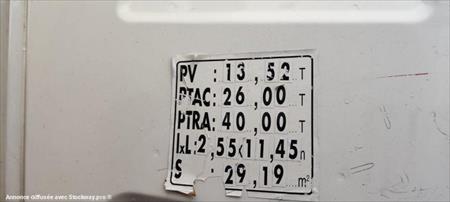 PV : 13,52 T
PTAC: 26,00 T
PTRA: 40,00 T
lxL:2,55x11,45m
S : 29,19 m²
Annonce diffusée avec Stockway.pro ®